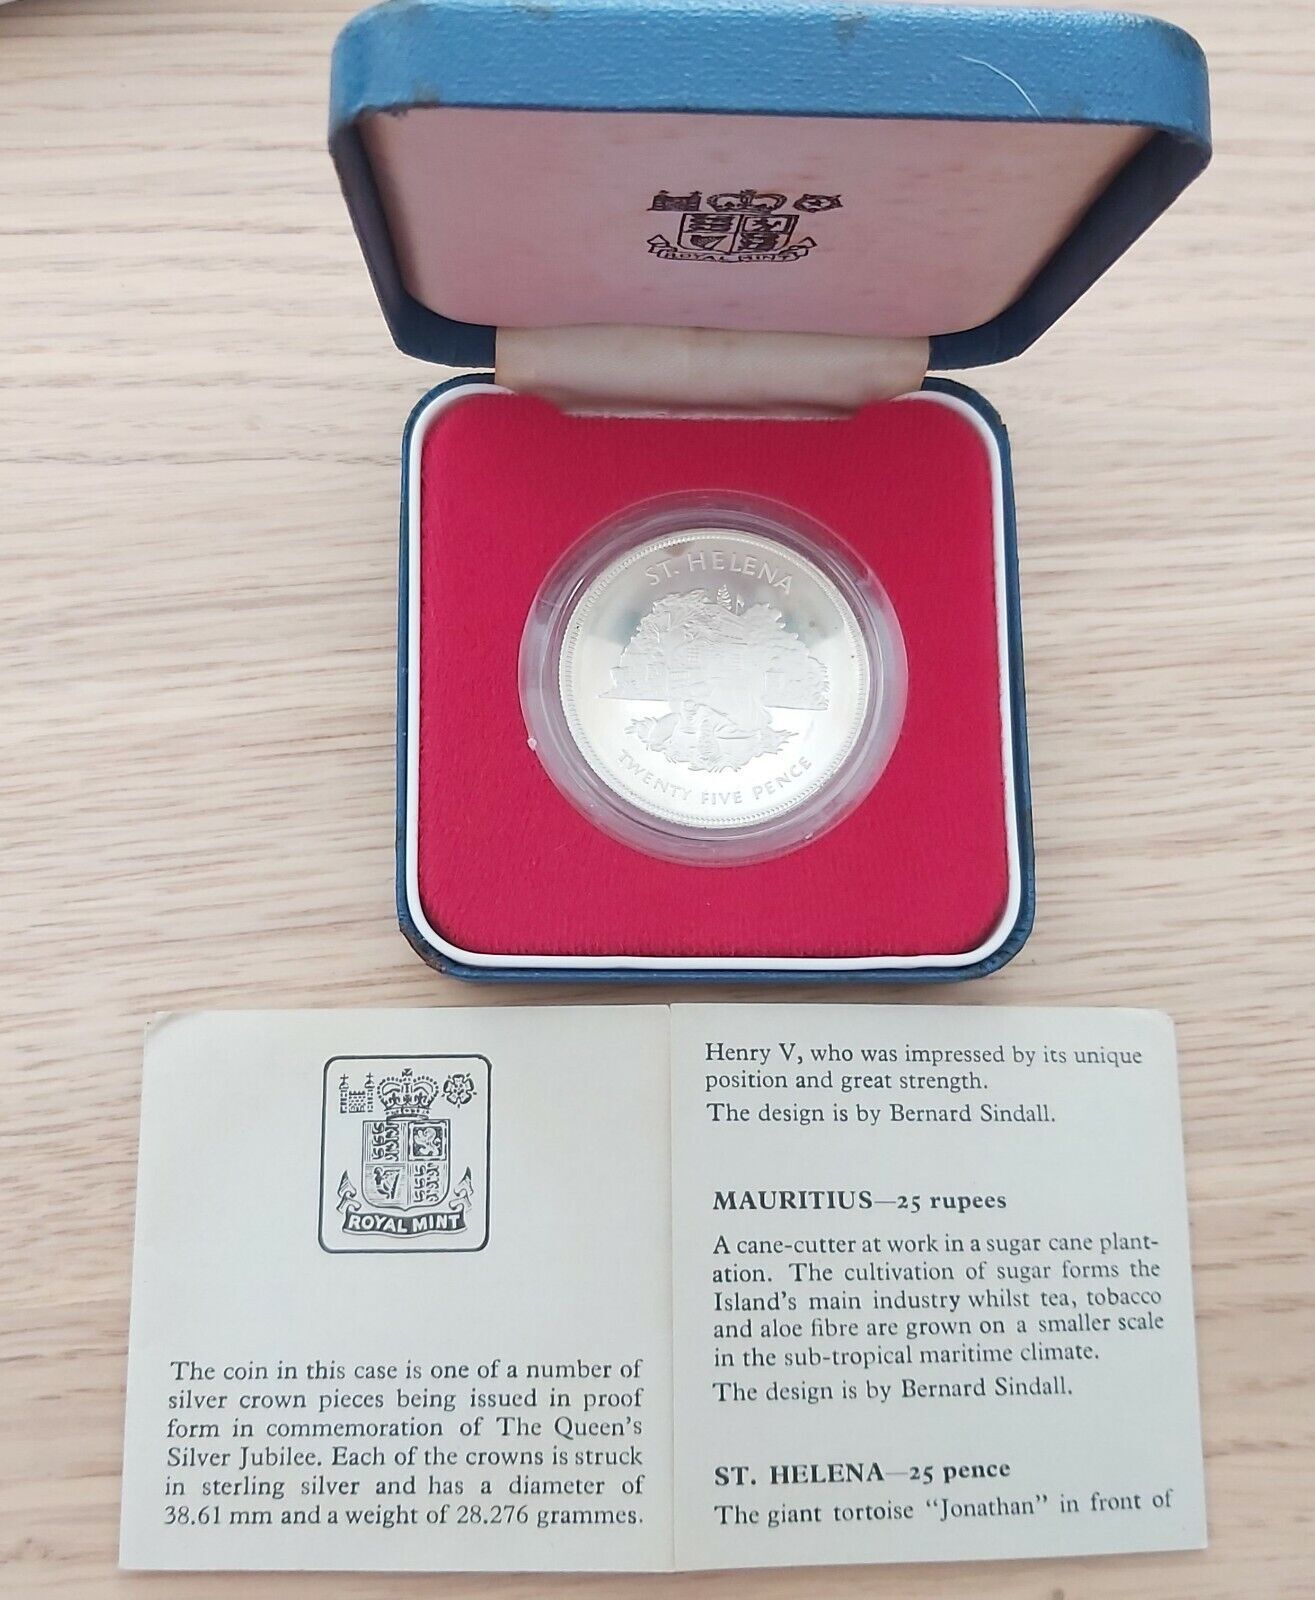 ROYAL MINT
ST. HELENA
TWENTY FIVE PENCE
ROYAL MINT
The coin in this case is one of a number of
silver crown pieces being issued in proof
form in commemoration of The Queen's
Silver Jubilee. Each of the crowns is struck
in sterling silver and has a diameter of
38.61 mm and a weight of 28.276 grammes.
Henry V, who was impressed by its unique
position and great strength.
The design is by Bernard Sindall.
MAURITIUS—25 rupees
A cane-cutter at work in a sugar cane plant-
ation. The cultivation of sugar forms the
Island's main industry whilst tea, tobacco
and aloe fibre are grown on a smaller scale
in the sub-tropical maritime climate.
The design is by Bernard Sindall.
ST. HELENA—25 pence
The giant tortoise "Jonathan" in front of